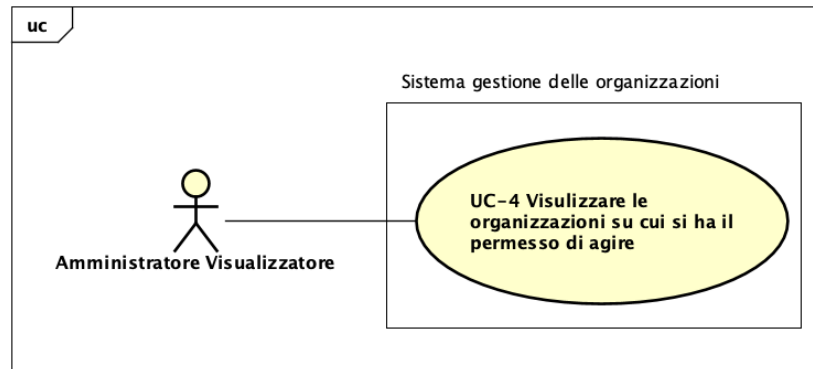 uc
Sistema gestione delle organizzazioni
UC-4 Visulizzare le
organizzazioni su cui si ha il
permesso di agire
Amministratore Visualizzatore